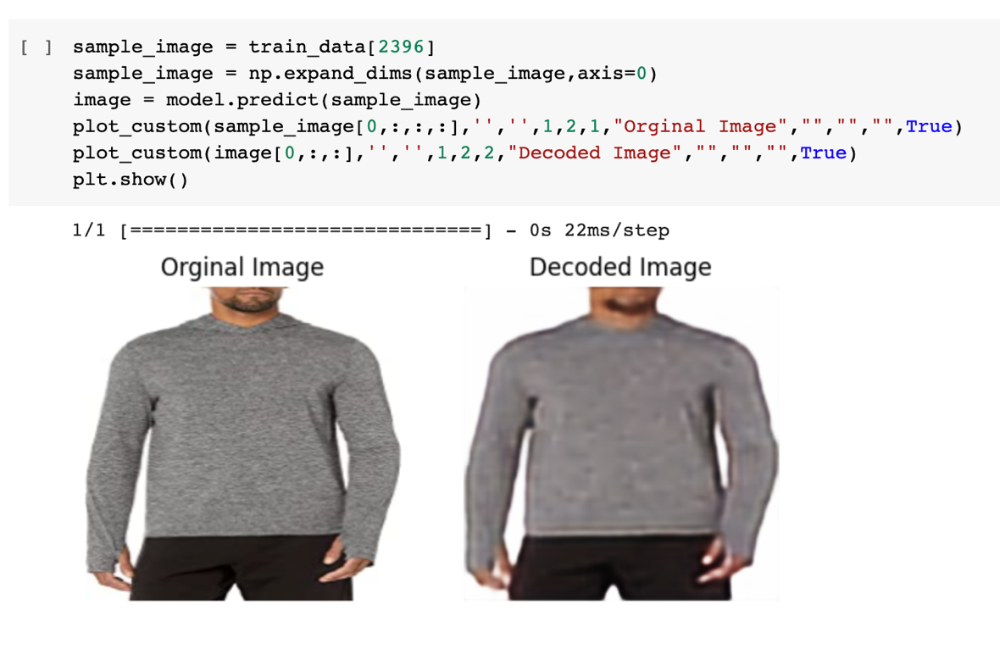 [ ] sample_image = train_data[2396]
sample_image = np.expand_dims(sample_image,axis=0)
image = model.predict(sample_image)
plot_custom(sample_image[0,:,:,:],'','',1,2,1,"Orginal Image","","","",True)
plot_custom(image[0,:,:],'','',1,2,2,"Decoded Image","","","",True)
plt.show()
1/1 [==============================] - 0s 22ms/step
Orginal Image Decoded Image